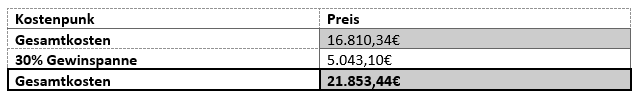 Kostenpunk Preis
Gesamtkosten 16.810,34€
30% Gewinspanne 5.043,10€
Gesamtkosten 21.853,44€